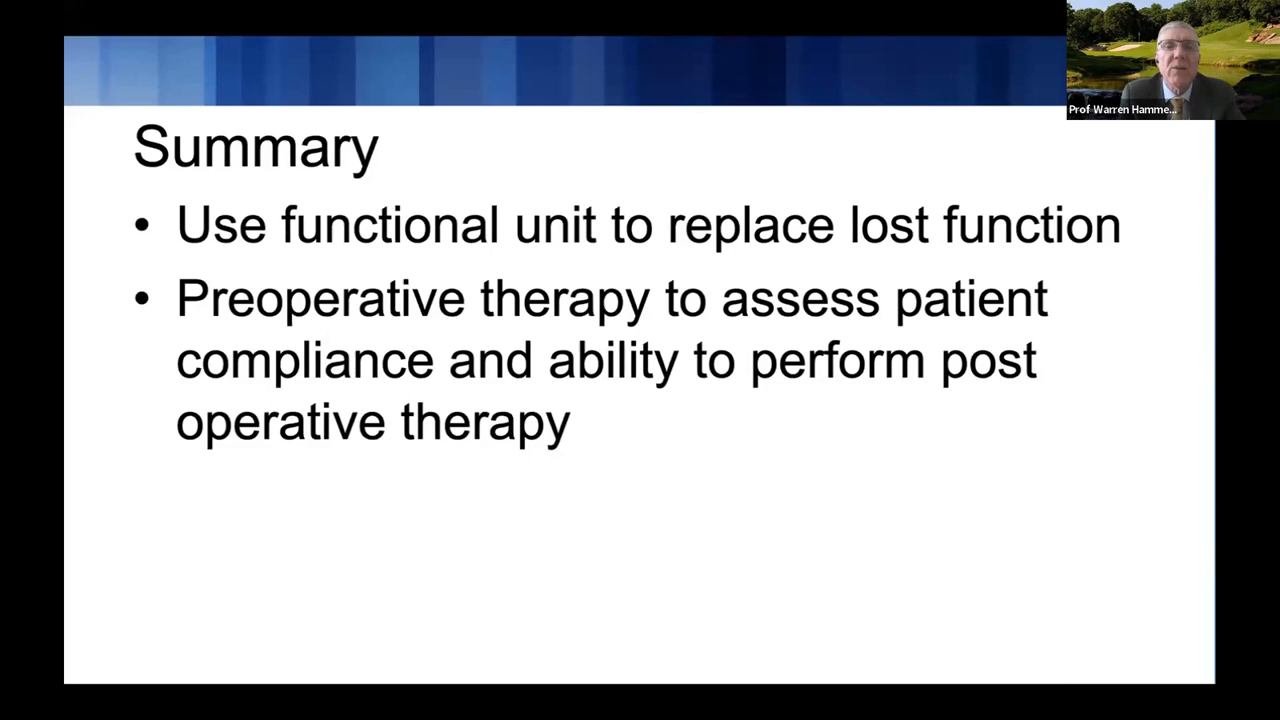 Prof Warren Hamme...
Summary
• Use functional unit to replace lost function
• Preoperative therapy to assess patient
compliance and ability to perform post
operative therapy